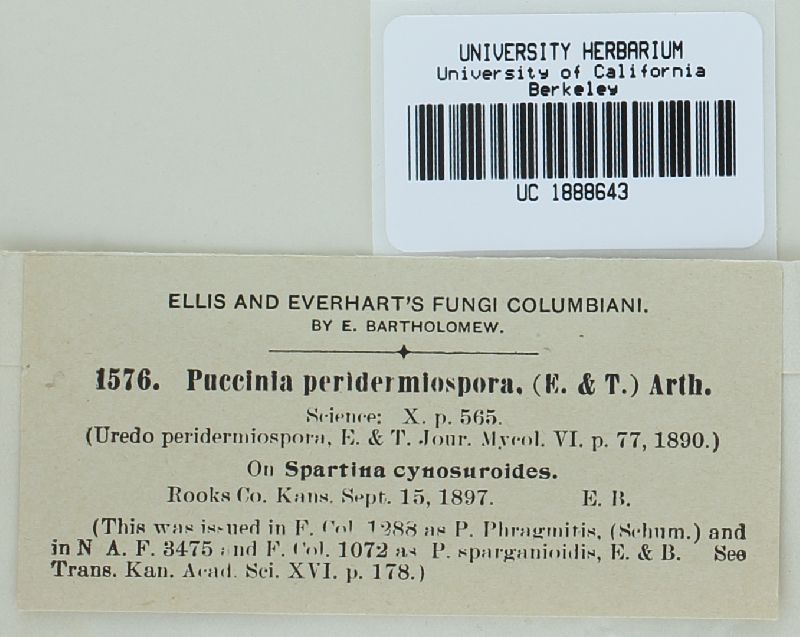 UNIVERSITY HERBARIUM
University of California
Berkeley
UC 1888643
ELLIS AND EVERHART'S FUNGI COLUMBIANI.
BY E. BARTHOLOMEW.
1576. Puccinia peridermiospora, (E. & T.) Arth.
Science: X. p. 565.
(Uredo peridermiospora, E. & T. Jour. Mycol. VI. p. 77, 1890.)
On Spartina cynosuroides.
Rooks Co. Kans. Sept. 15, 1897. E. B.
(This was issued in F. Col. 1288 as P. Phragmitis, (Schum.) and
in N A. F. 3475 and F. Col. 1072 as P. sparganioidis, E. & B. See
Trans. Kan. Acad. Sci. XVI. p. 178.)